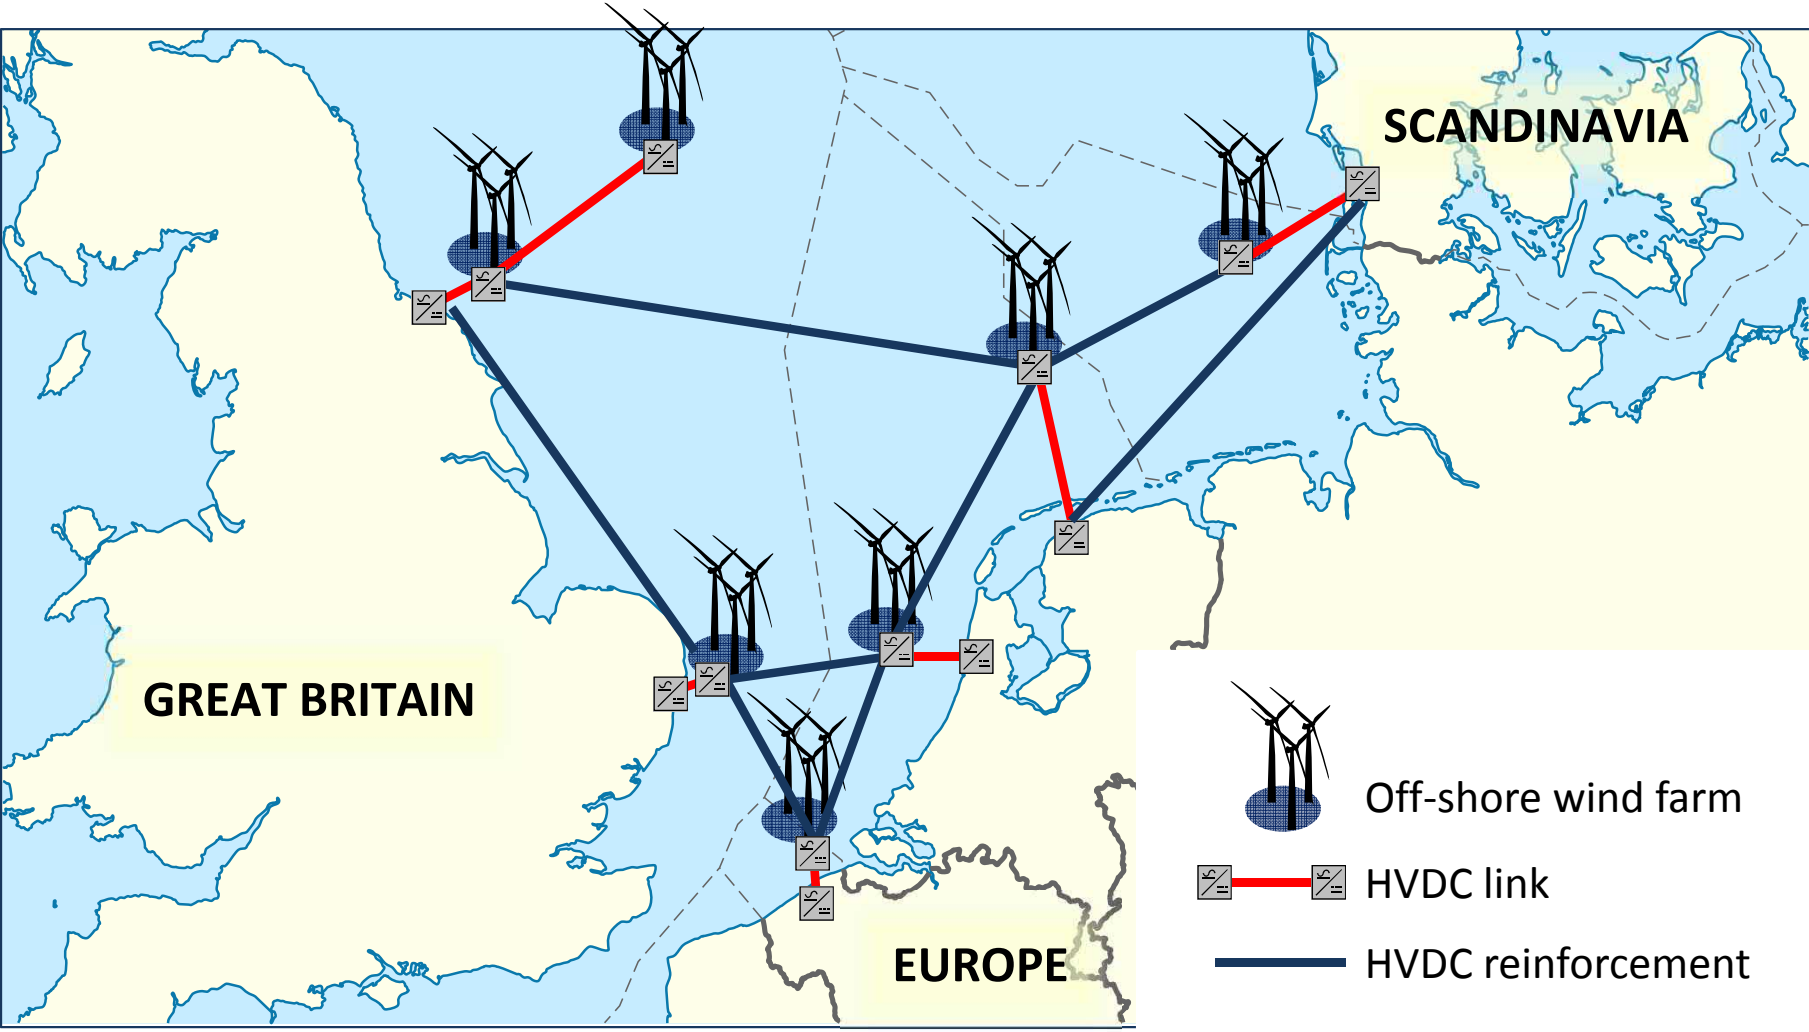 SCANDINAVIA
GREAT BRITAIN
EUROPE
Off-shore wind farm
HVDC link
HVDC reinforcement